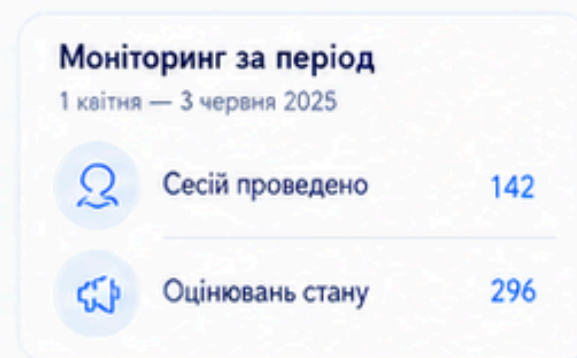 Моніторинг за період
1 квітня — 3 червня 2025
Сесій проведено 142
Оцінювань стану 296